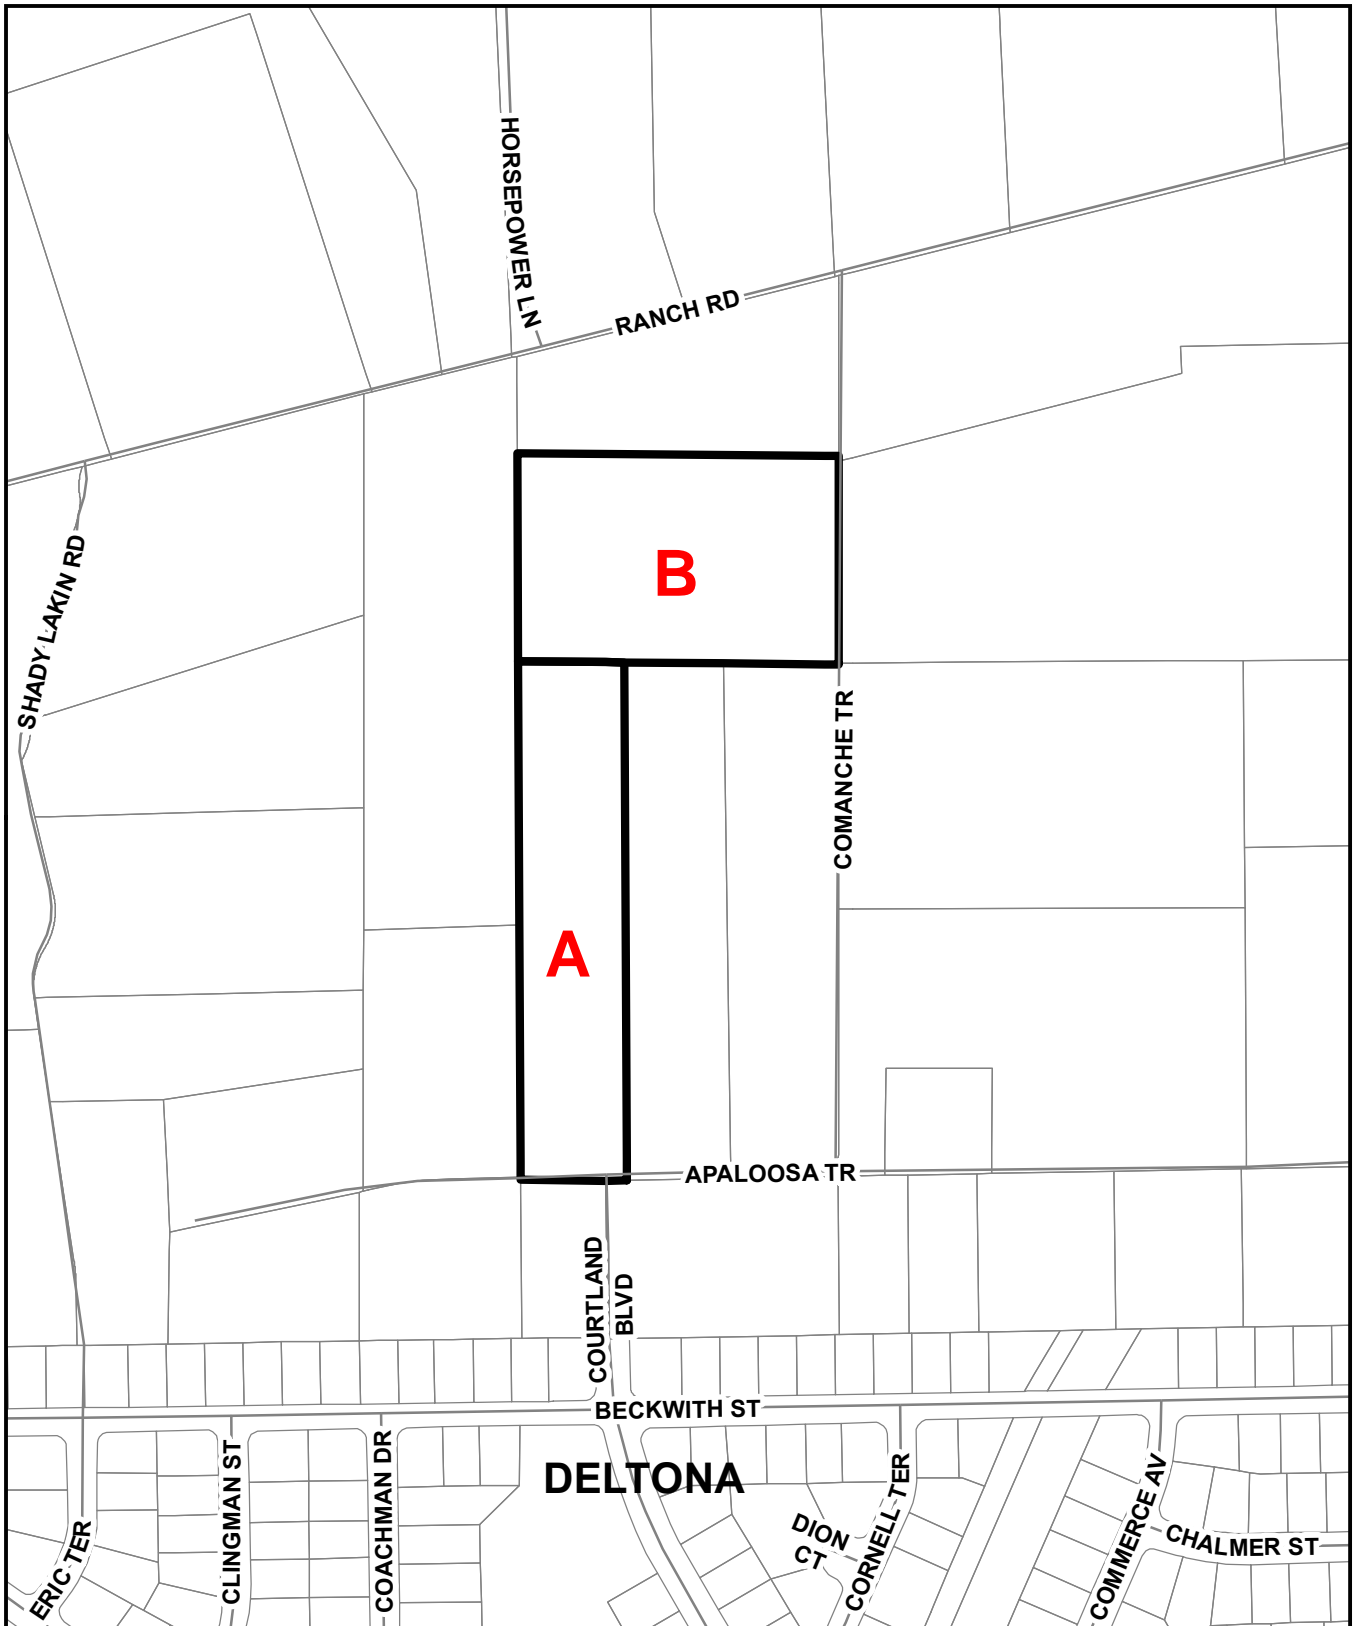 HORSEPOWER LN
RANCH RD
SHADY LAKIN RD
B
COMANCHE TR
A
APALOOSA TR
COURTLAND
BLVD
BECKWITH ST
DELTONA
ERIC TER
CLINGMAN ST
COACHMAN DR
DION
CT
CORNELL TER
COMMERCE AV
CHALMER ST